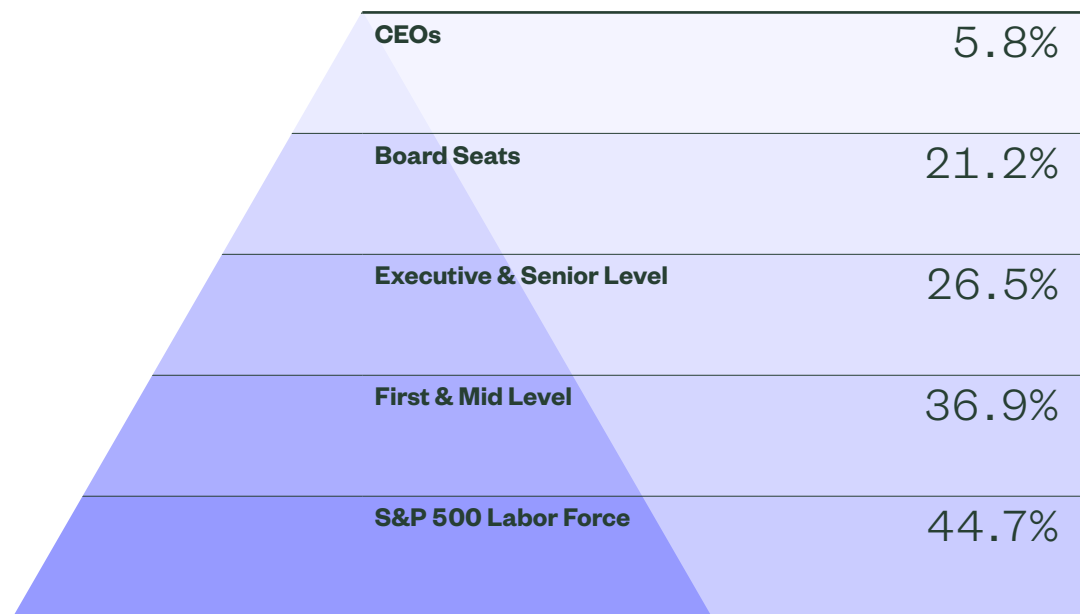 CEOs 5.8%
Board Seats 21.2%
Executive & Senior Level 26.5%
First & Mid Level 36.9%
S&P 500 Labor Force 44.7%